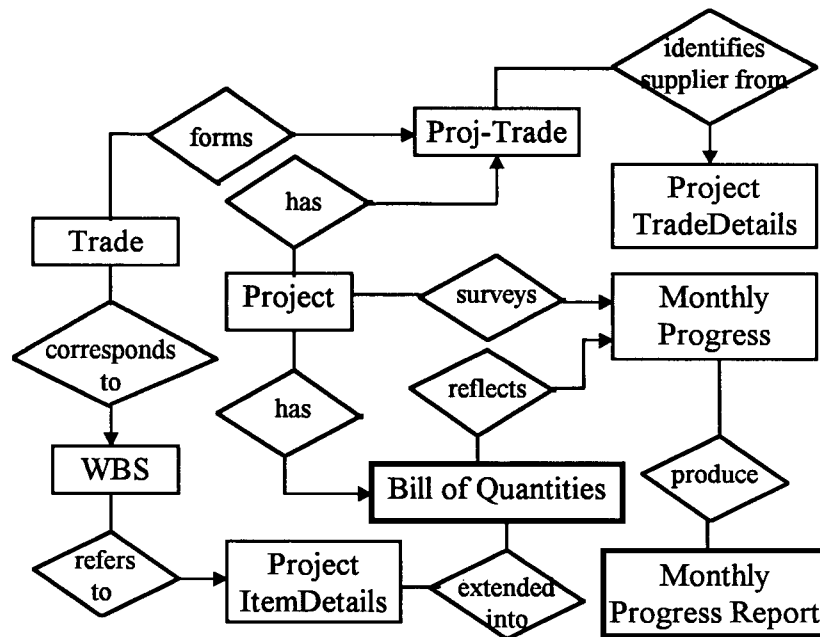 identifies
supplier from
forms
Proj-Trade
Project
TradeDetails
has
Trade
Project
surveys
Monthly
Progress
corresponds
to
reflects
has
WBS
Bill of Quantities
produce
refers
to
Project
ItemDetails
extended
into
Monthly
Progress Report